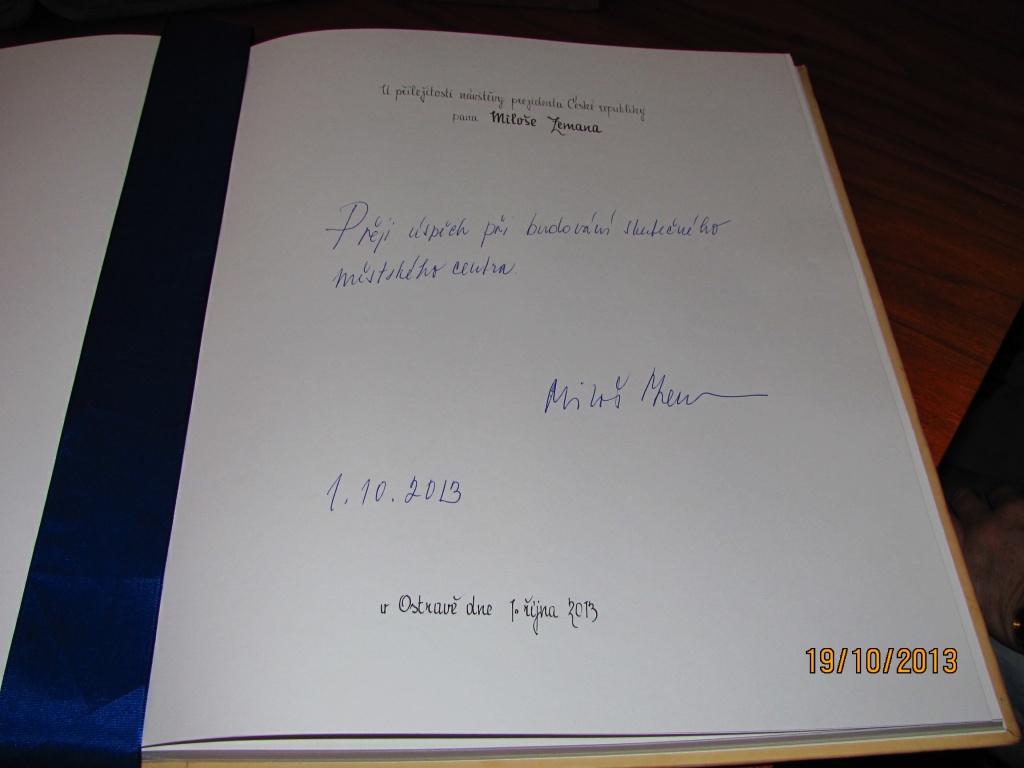 U příležitosti návštěvy prezidenta České republiky
pana Miloše Zemana
Přeji úspěch při budování skutečného
městského centra.
Miloš Zeman
1.10.2013
v Ostravě dne 1. října 2013
19/10/2013